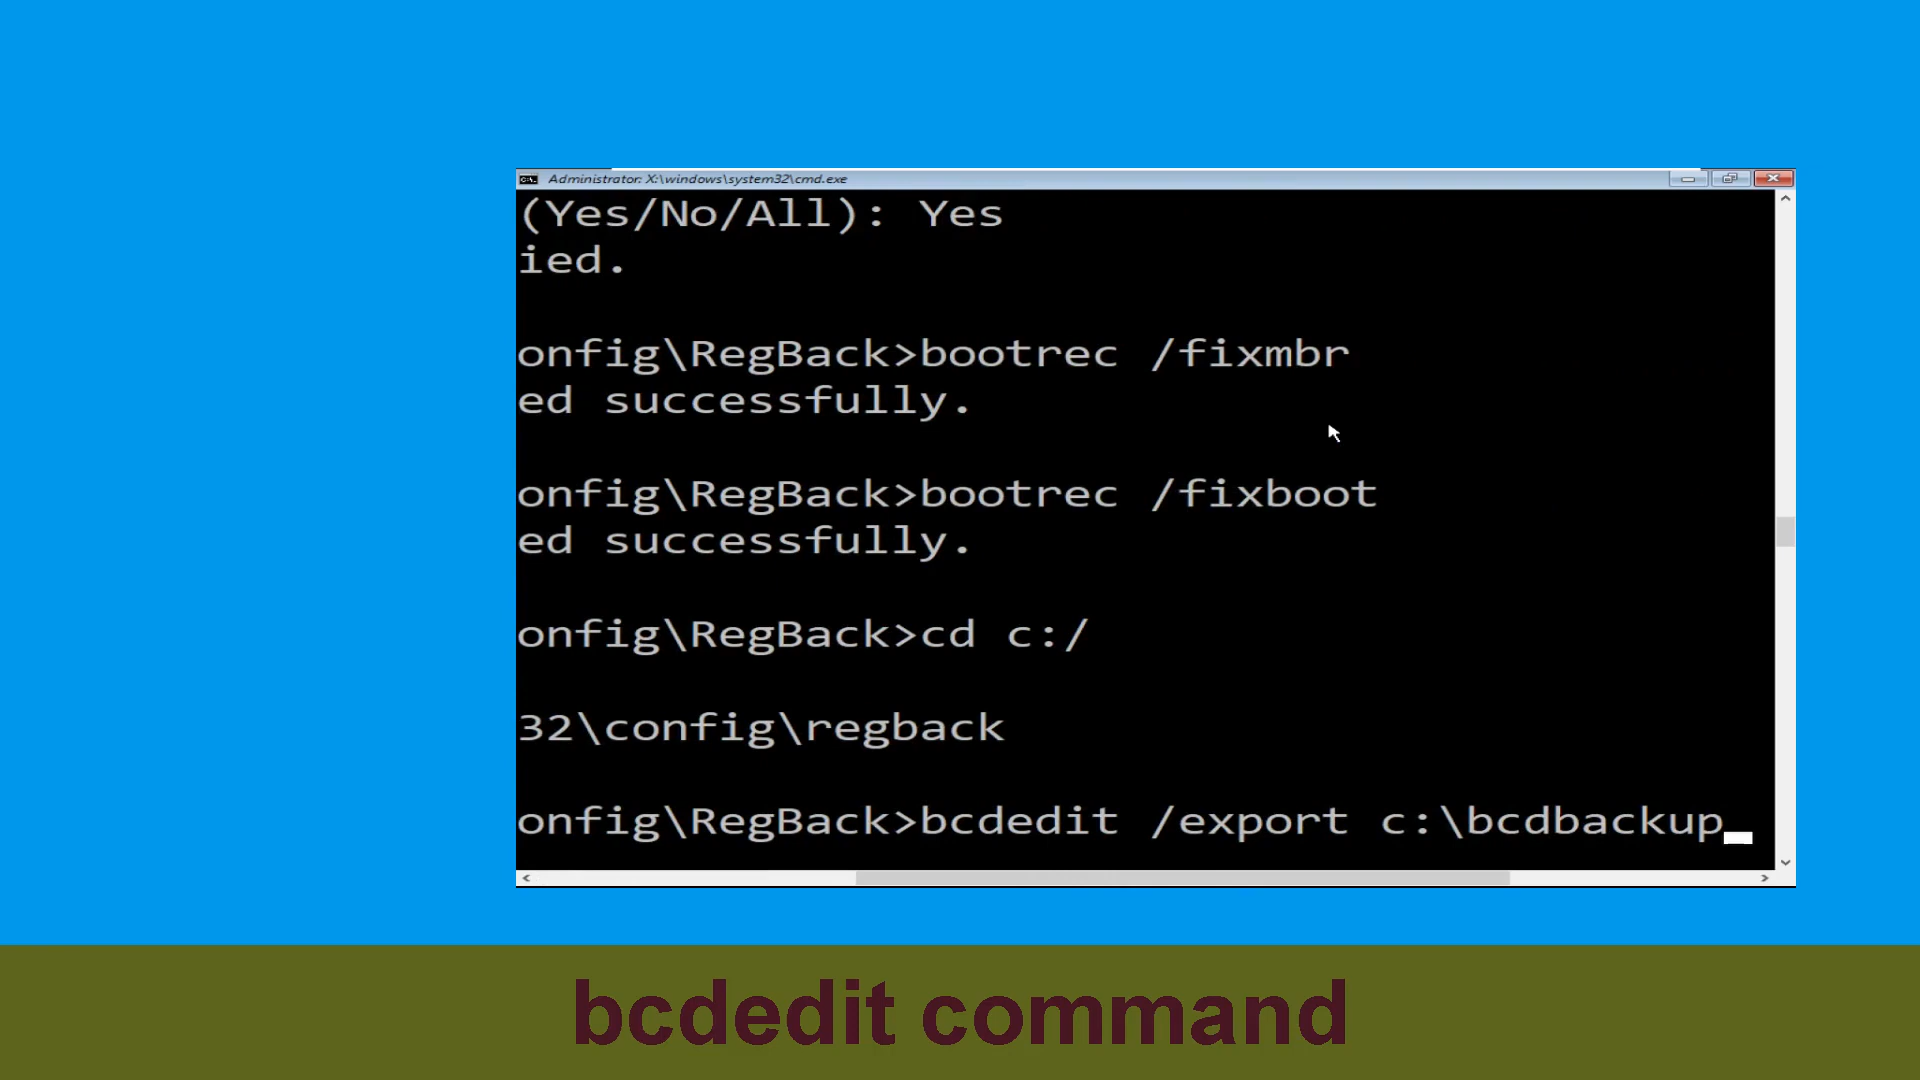 Administrator: X:\windows\system32\cmd.exe
(Yes/No/All): Yes
ied.
onfig\RegBack>bootrec /fixmbr
ed successfully.
onfig\RegBack>bootrec /fixboot
ed successfully.
onfig\RegBack>cd c:/
32\config\regback
onfig\RegBack>bcdedit /export c:\bcdbackup
bcdedit command